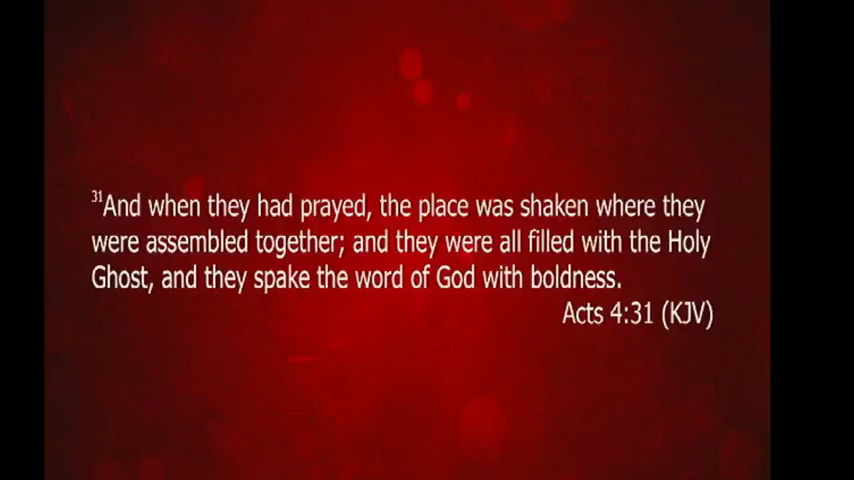 31And when they had prayed, the place was shaken where they
were assembled together; and they were all filled with the Holy
Ghost, and they spake the word of God with boldness.
Acts 4:31 (KJV)